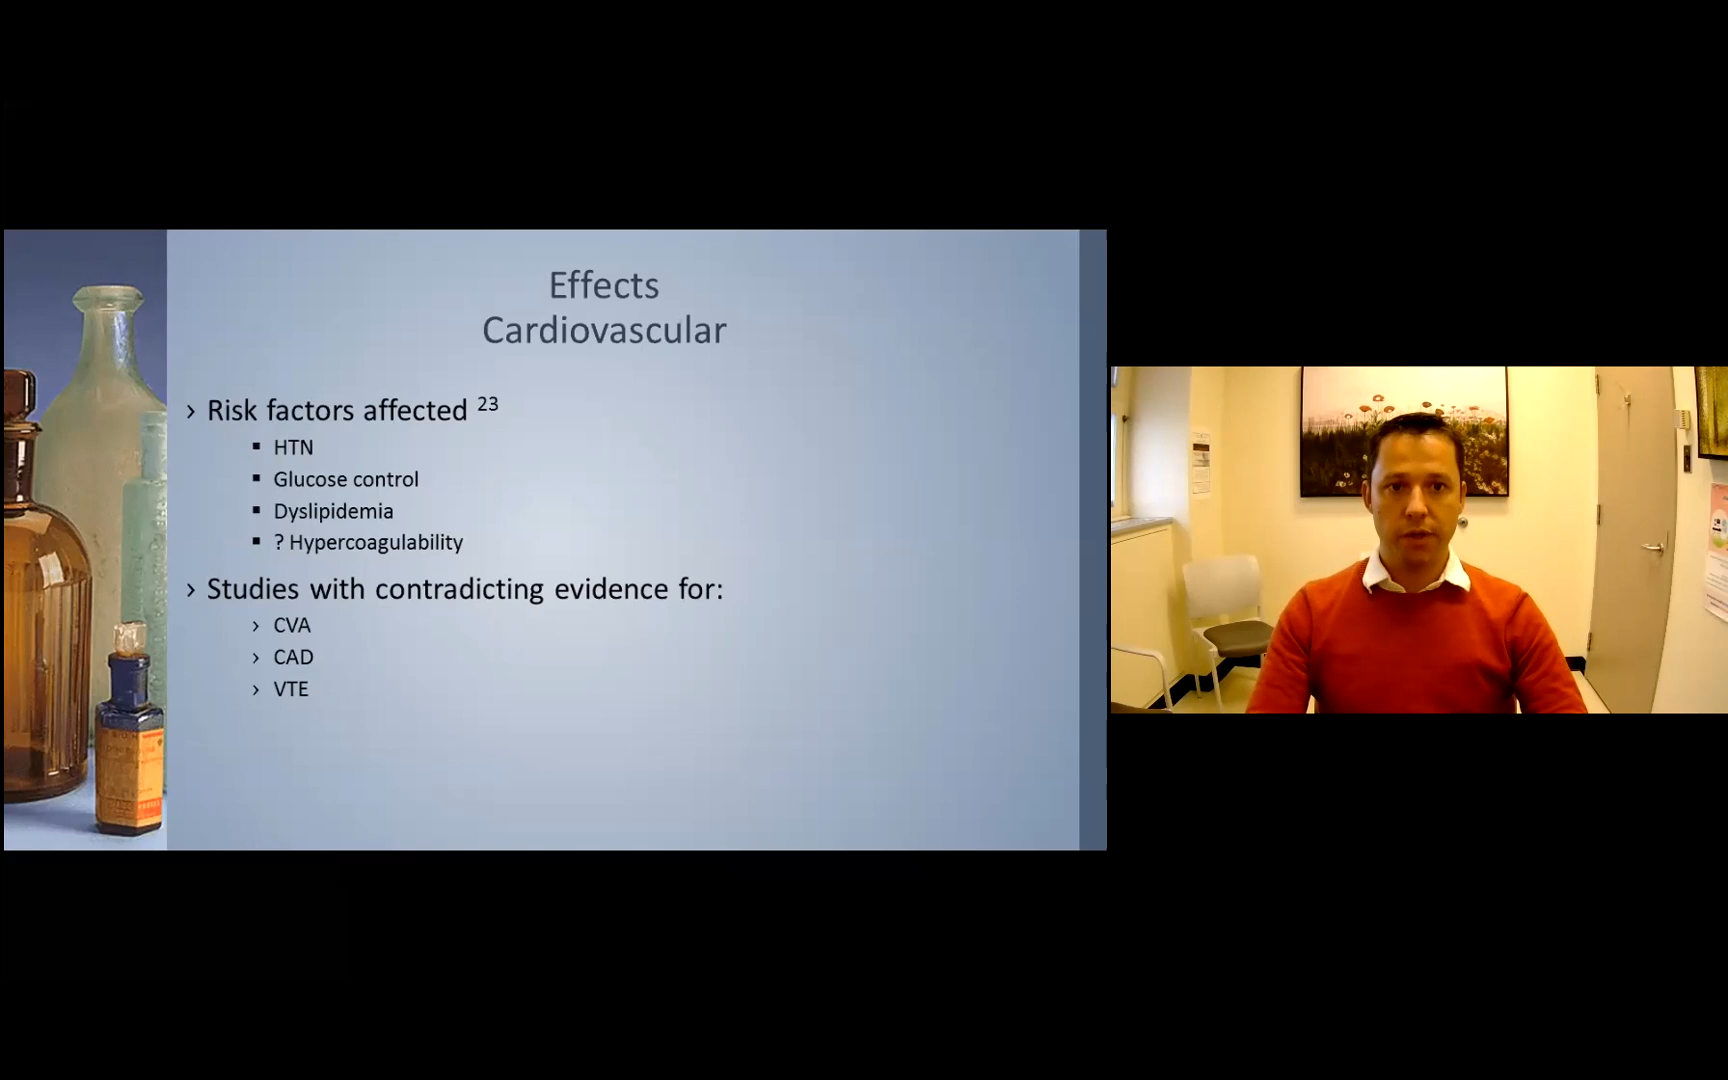 Effects
Cardiovascular
› Risk factors affected 23
▪ HTN
▪ Glucose control
▪ Dyslipidemia
▪ ? Hypercoagulability
› Studies with contradicting evidence for:
› CVA
› CAD
› VTE